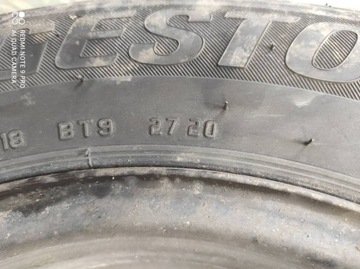 REDMI NOTE 9 PRO
AI QUAD CAMERA
ESTO
18 BT9 2720